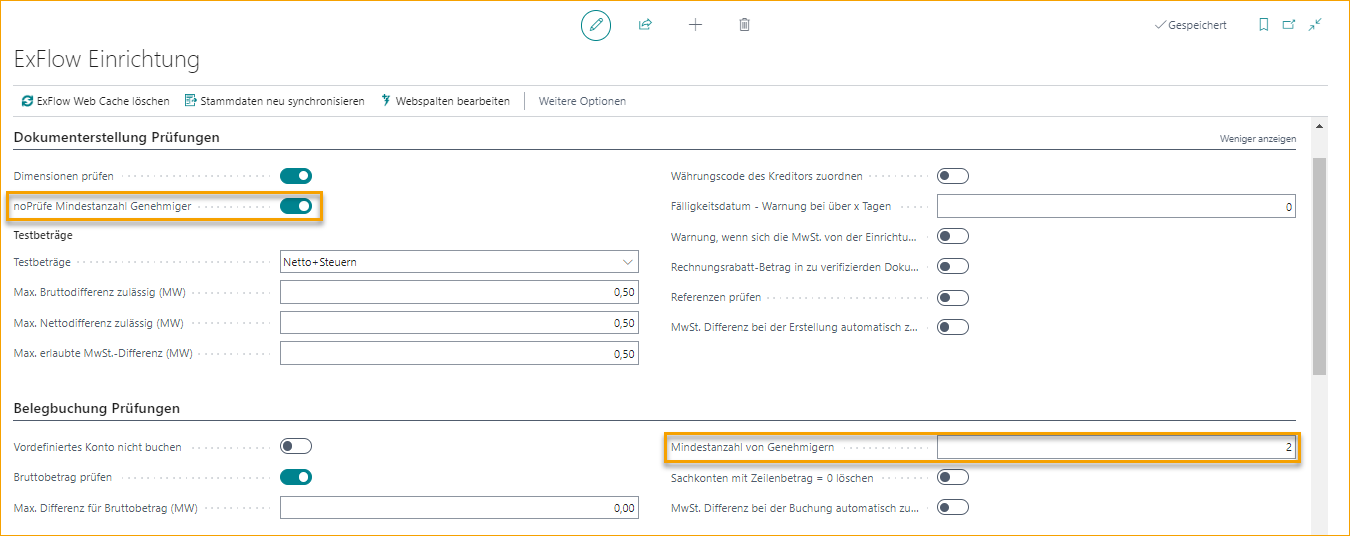 Gespeichert
ExFlow Einrichtung
ExFlow Web Cache löschen
Stammdaten neu synchronisieren
Webspalten bearbeiten
Weitere Optionen
Dokumenterstellung Prüfungen
Weniger anzeigen
Dimensionen prüfen
noPrüfe Mindestanzahl Genehmiger
Testbeträge
Testbeträge
Netto+Steuern
Max. Bruttodifferenz zulässig (MW)
0,50
Max. Nettodifferenz zulässig (MW)
0,50
Max. erlaubte MwSt.-Differenz (MW)
0,50
Währungscode des Kreditors zuordnen
Fälligkeitsdatum - Warnung bei über x Tagen
0
Warnung, wenn sich die MwSt. von der Einrichtu...
Rechnungsrabatt-Betrag in zu verifizierden Doku...
Referenzen prüfen
MwSt. Differenz bei der Erstellung automatisch z...
Belegbuchung Prüfungen
Vordefiniertes Konto nicht buchen
Bruttobetrag prüfen
Max. Differenz für Bruttobetrag (MW)
0,00
Mindestanzahl von Genehmigern
2
Sachkonten mit Zeilenbetrag = 0 löschen
MwSt. Differenz bei der Buchung automatisch zu...